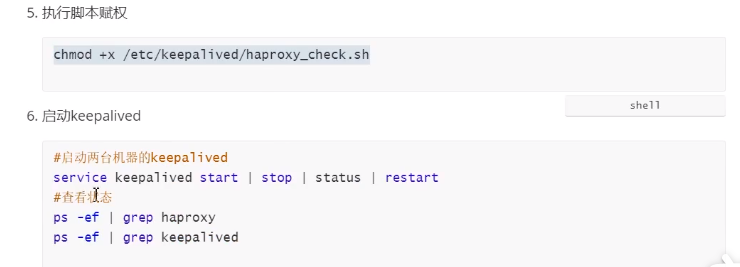 5. 执行脚本赋权
chmod +x /etc/keepalived/haproxy_check.sh
shell
6. 启动keepalived
#启动两台机器的keepalived
service keepalived start | stop | status | restart
#查看状态
ps -ef | grep haproxy
ps -ef | grep keepalived